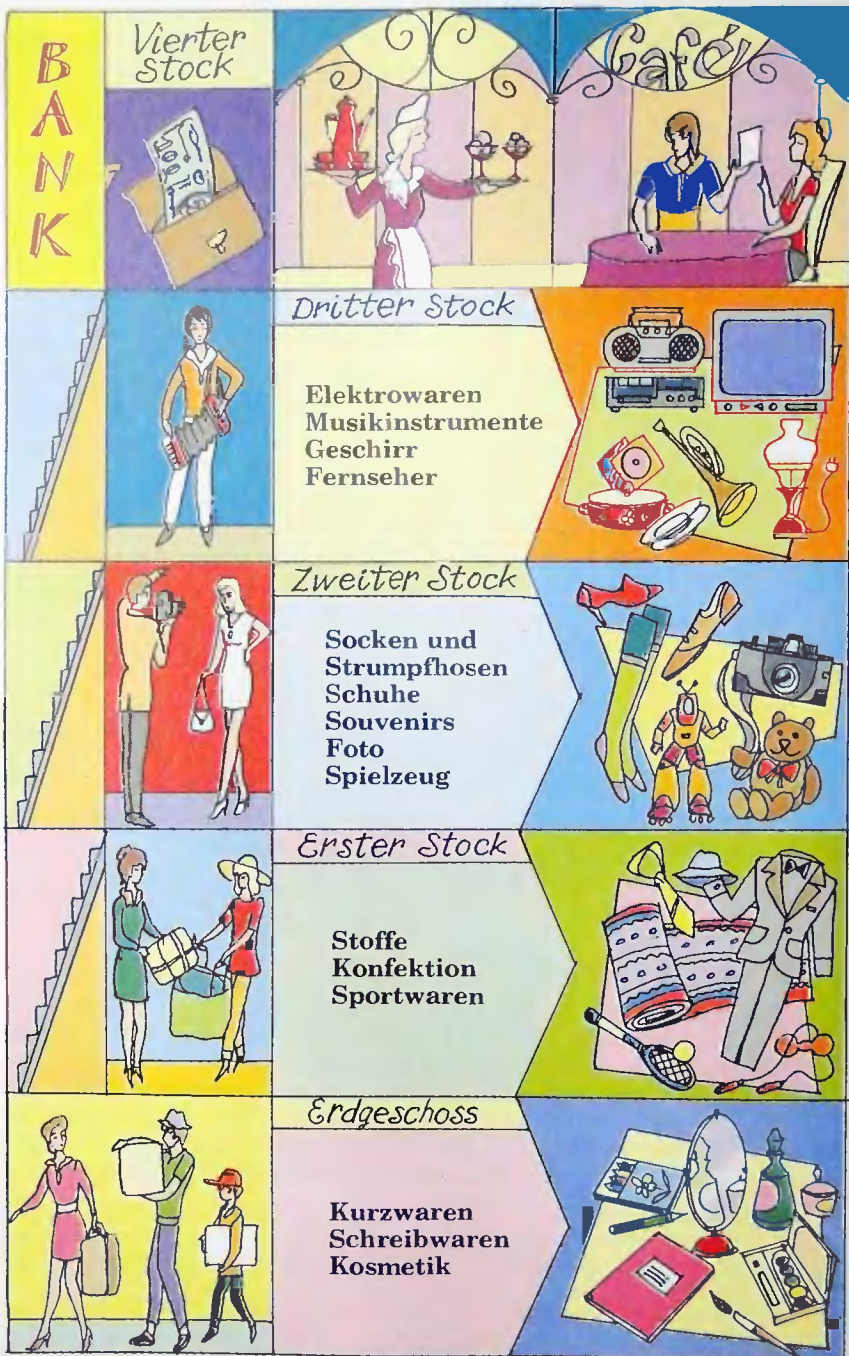 BANK
Vierter
Stock
Café
Dritter Stock
Elektrowaren
Musikinstrumente
Geschirr
Fernseher
Zweiter Stock
Socken und
Strumpfhosen
Schuhe
Souvenirs
Foto
Spielzeug
Erster Stock
Stoffe
Konfektion
Sportwaren
Erdgeschoss
Kurzwaren
Schreibwaren
Kosmetik